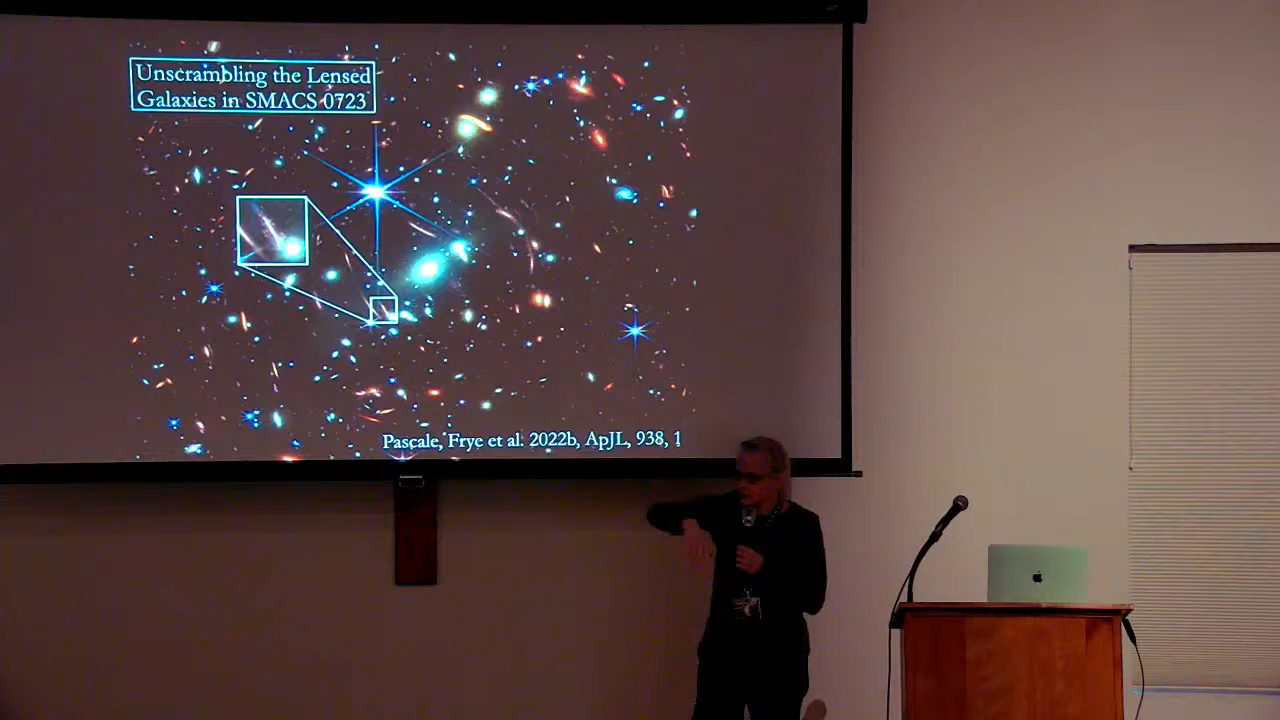 Unscrambling the Lensed
Galaxies in SMACS 0723
Pascale, Frye et al. 2022b, ApJL, 938, 1